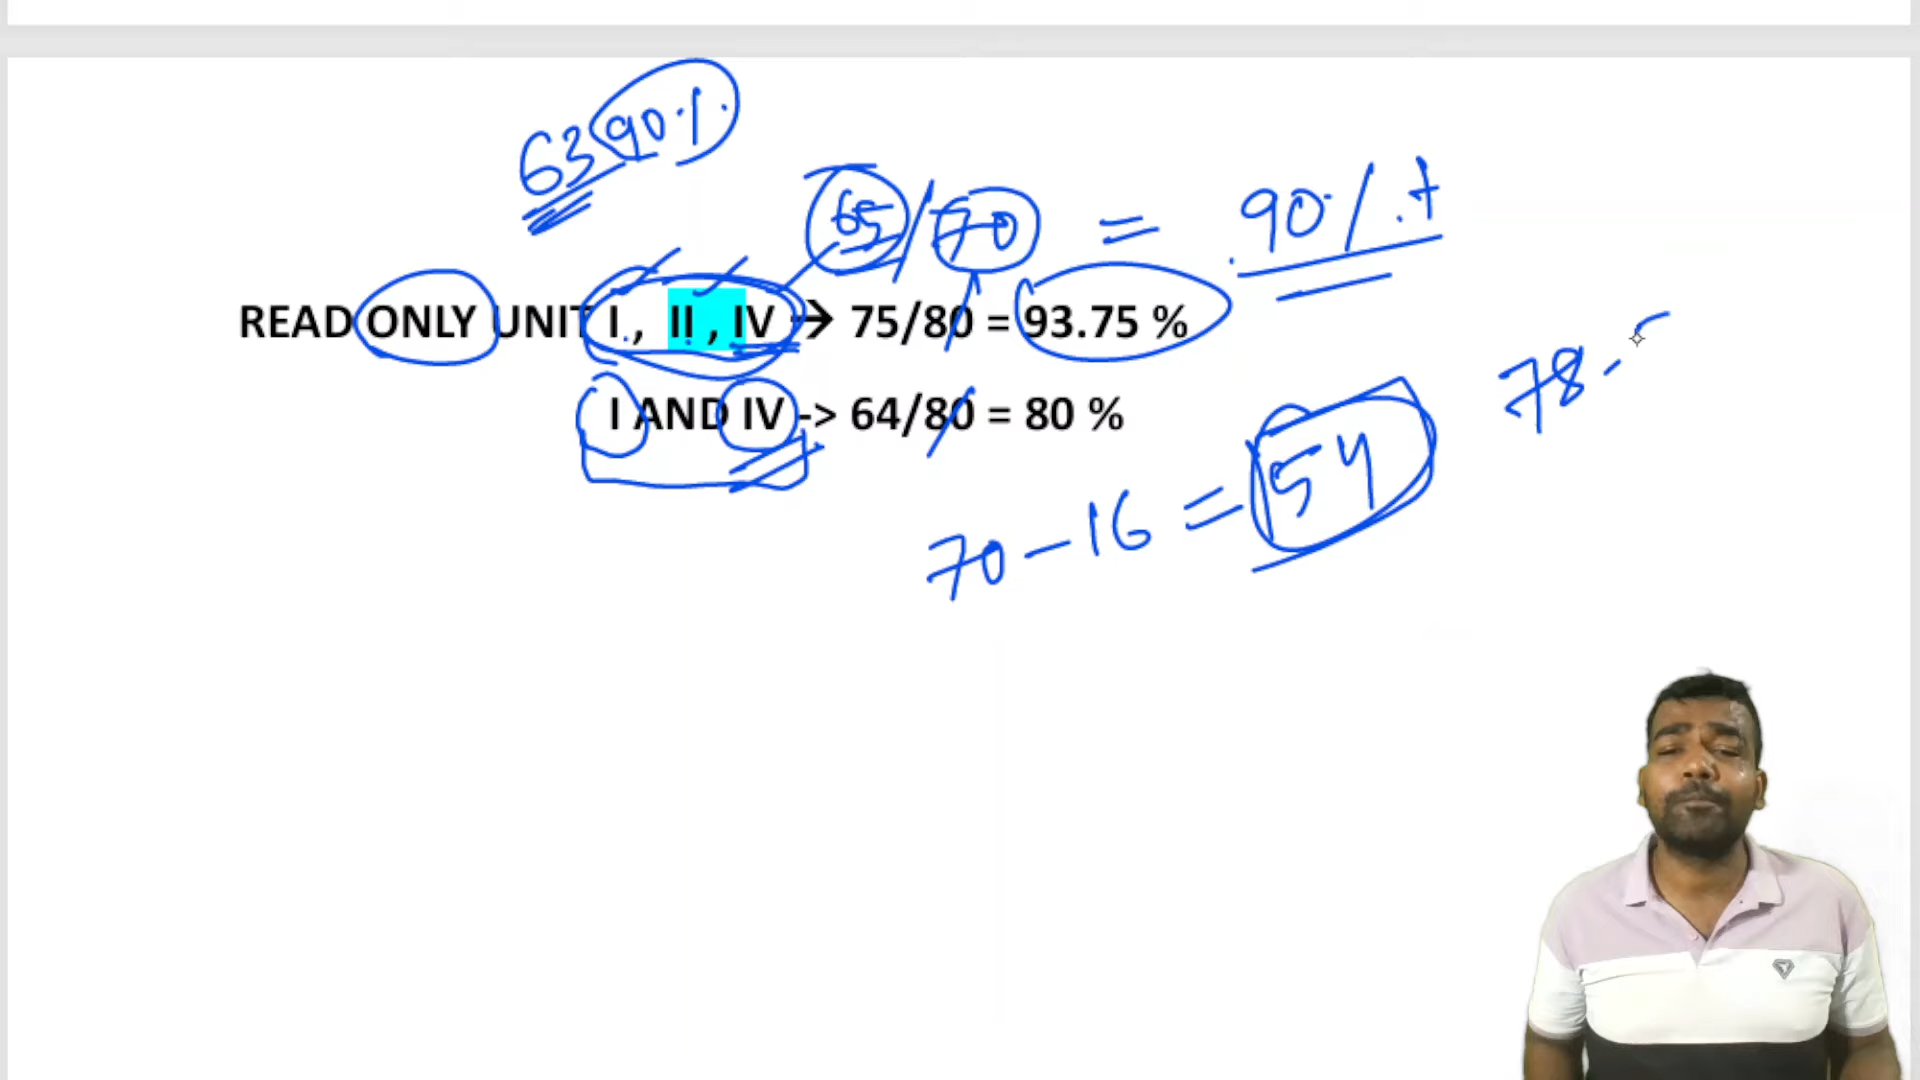 63 90%
65/70 = 90% +
READ ONLY UNIT I , II , IV → 75/80 = 93.75 %
I AND IV -> 64/80 = 80 %
70-16 = 54
78.